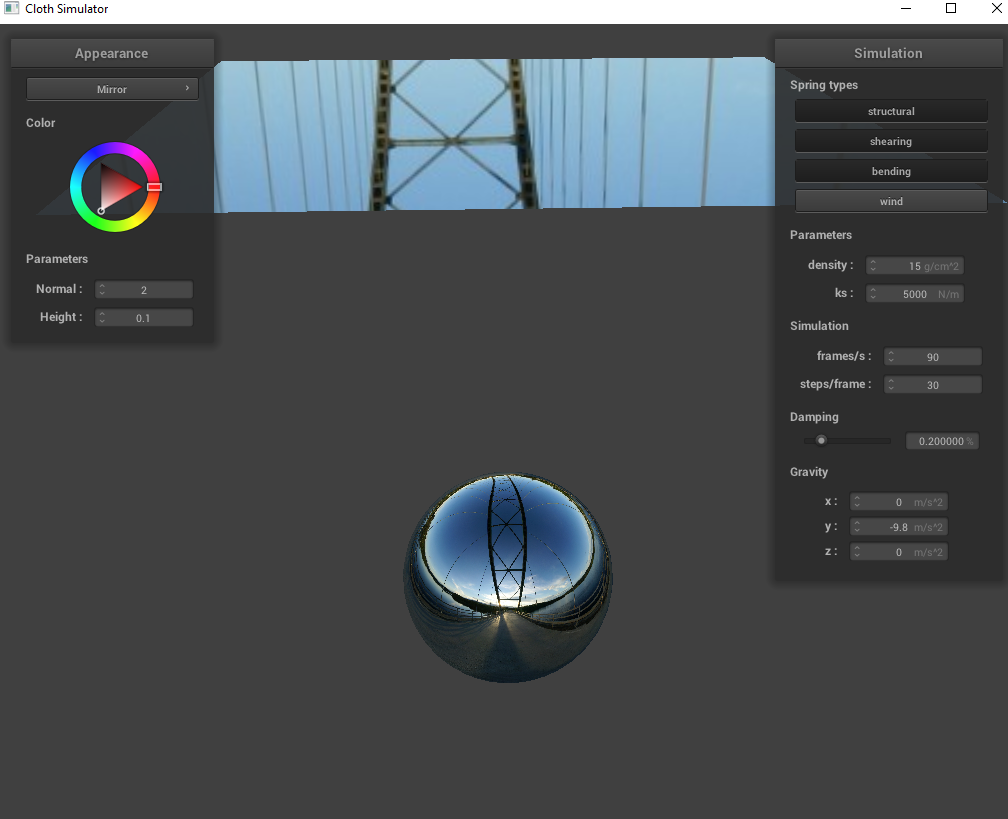 Cloth Simulator
Appearance
Mirror
Color
Parameters
Normal : 2
Height : 0.1
Simulation
Spring types
structural
shearing
bending
wind
Parameters
density : 15 g/cm^2
ks : 5000 N/m
Simulation
frames/s : 90
steps/frame : 30
Damping
0.200000 %
Gravity
x : 0 m/s^2
y : -9.8 m/s^2
z : 0 m/s^2